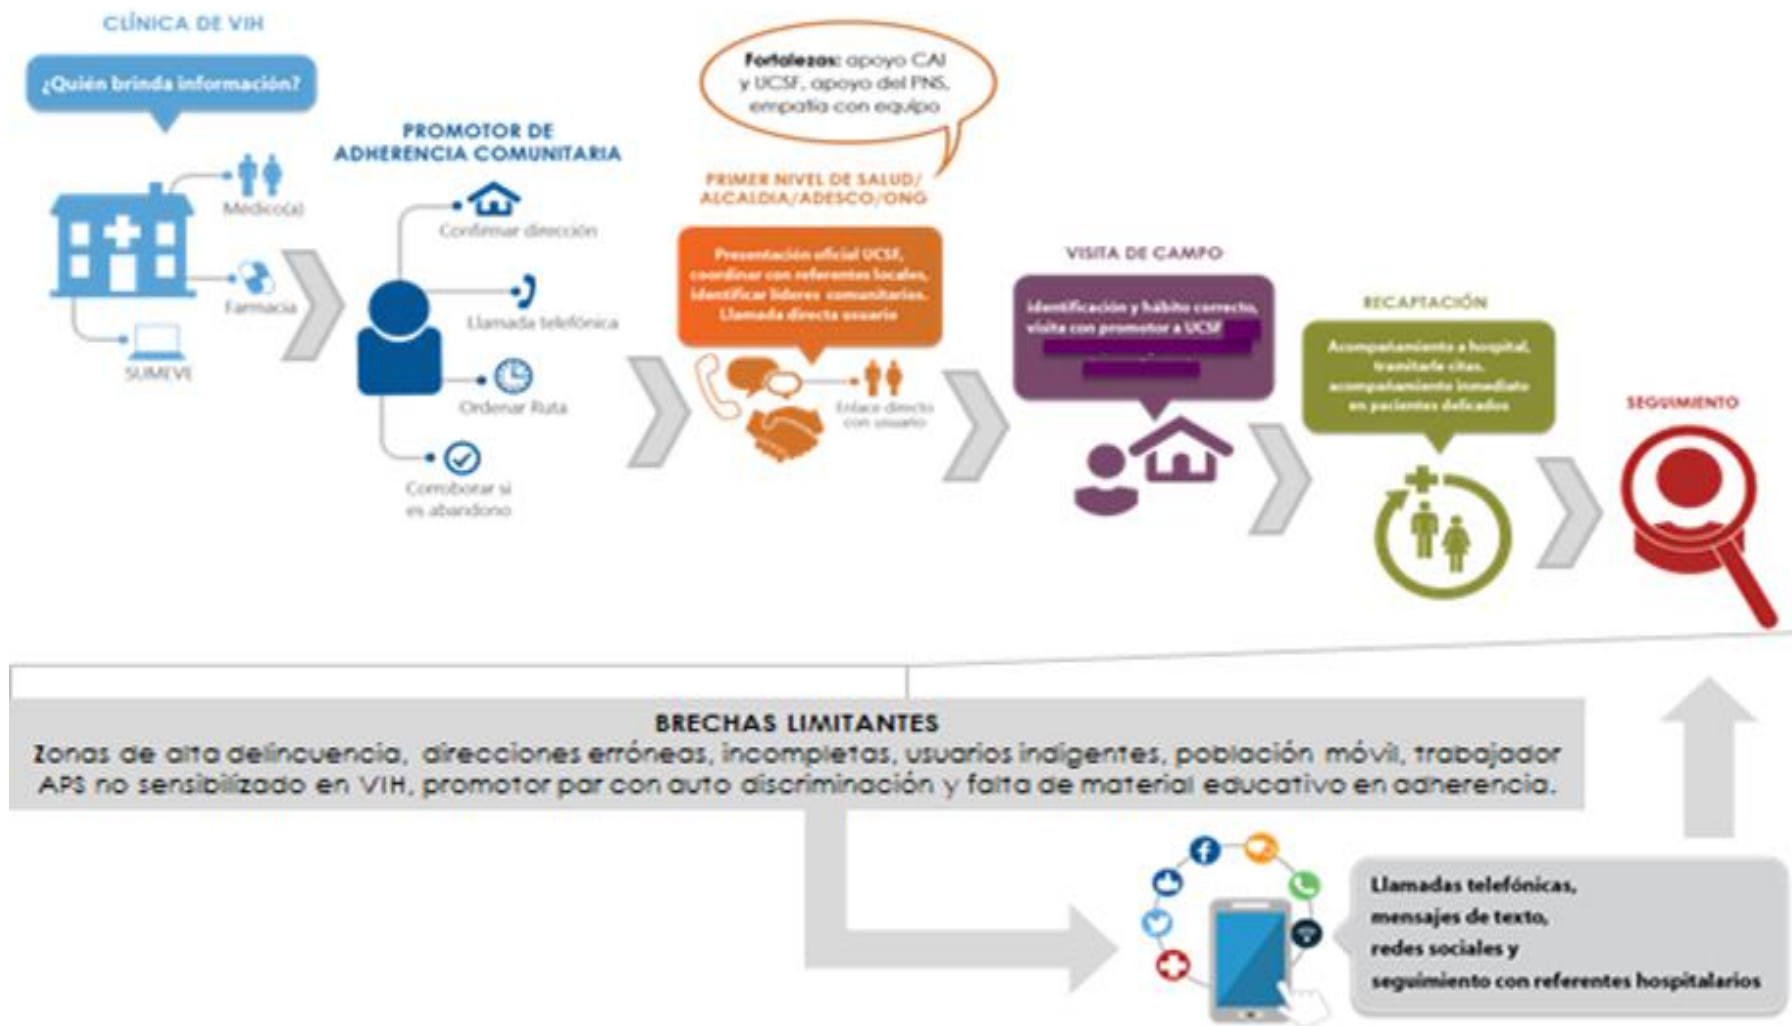 CLÍNICA DE VIH
¿Quién brinda información?
Médico(a)
Farmacia
SUMEVE
PROMOTOR DE
ADHERENCIA COMUNITARIA
Confirmar dirección
Llamada telefónica
Ordenar Ruta
Corroborar si
es abandono
Fortalezas: apoyo CAI
y UCSF, apoyo del PNS,
empatía con equipo
PRIMER NIVEL DE SALUD/
ALCALDIA/ADESCO/ONG
Presentación oficial UCSF,
coordinar con referentes locales,
identificar líderes comunitarios.
Llamada directa usuario
Enlace directo
con usuario
VISITA DE CAMPO
identificación y hábito correcto,
visita con promotor a UCSF
RECAPTACIÓN
Acompañamiento a hospital,
tramitarle citas.
acompañamiento inmediato
en pacientes delicados
SEGUIMIENTO
BRECHAS LIMITANTES
Zonas de alta delincuencia, direcciones erróneas, incompletas, usuarios indigentes, población móvil, trabajador
APS no sensibilizado en VIH, promotor par con auto discriminación y falta de material educativo en adherencia.
Llamadas telefónicas,
mensajes de texto,
redes sociales y
seguimiento con referentes hospitalarios